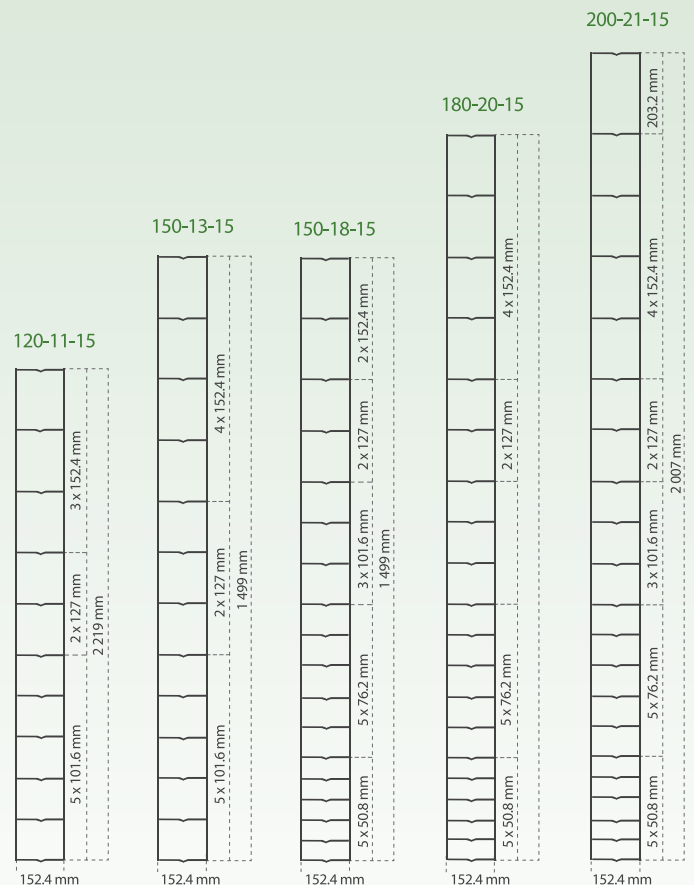 200-21-15
203.2 mm
4 x 152.4 mm
2 x 127 mm
3 x 101.6 mm
5 x 76.2 mm
5 x 50.8 mm
2 007 mm
152.4 mm
180-20-15
4 x 152.4 mm
2 x 127 mm
5 x 76.2 mm
5 x 50.8 mm
152.4 mm
150-18-15
2 x 152.4 mm
2 x 127 mm
3 x 101.6 mm
5 x 76.2 mm
5 x 50.8 mm
1 499 mm
152.4 mm
150-13-15
4 x 152.4 mm
2 x 127 mm
5 x 101.6 mm
1 499 mm
152.4 mm
120-11-15
3 x 152.4 mm
2 x 127 mm
5 x 101.6 mm
2 219 mm
152.4 mm